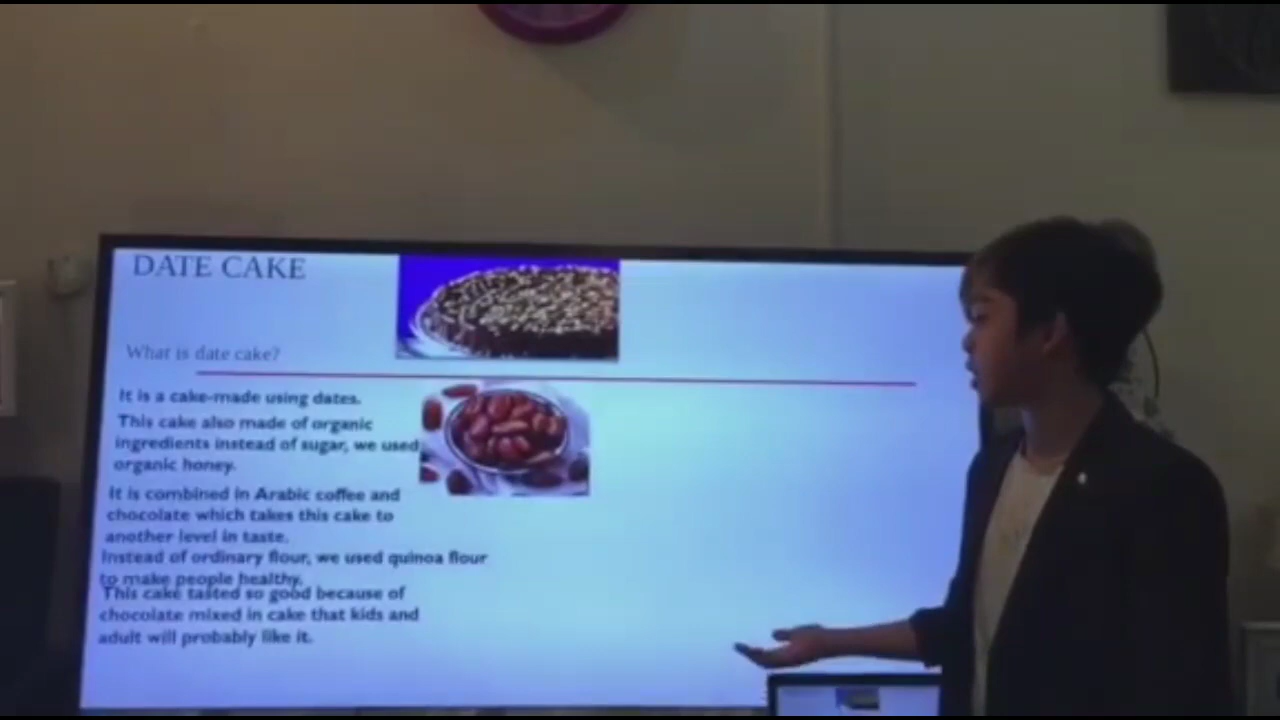 DATE CAKE
What is date cake?
It is a cake-made using dates.
This cake also made of organic
ingredients instead of sugar, we used
organic honey.
It is combined in Arabic coffee and
chocolate which takes this cake to
another level in taste.
Instead of ordinary flour, we used quinoa flour
to make people healthy.
This cake tasted so good because of
chocolate mixed in cake that kids and
adult will probably like it.